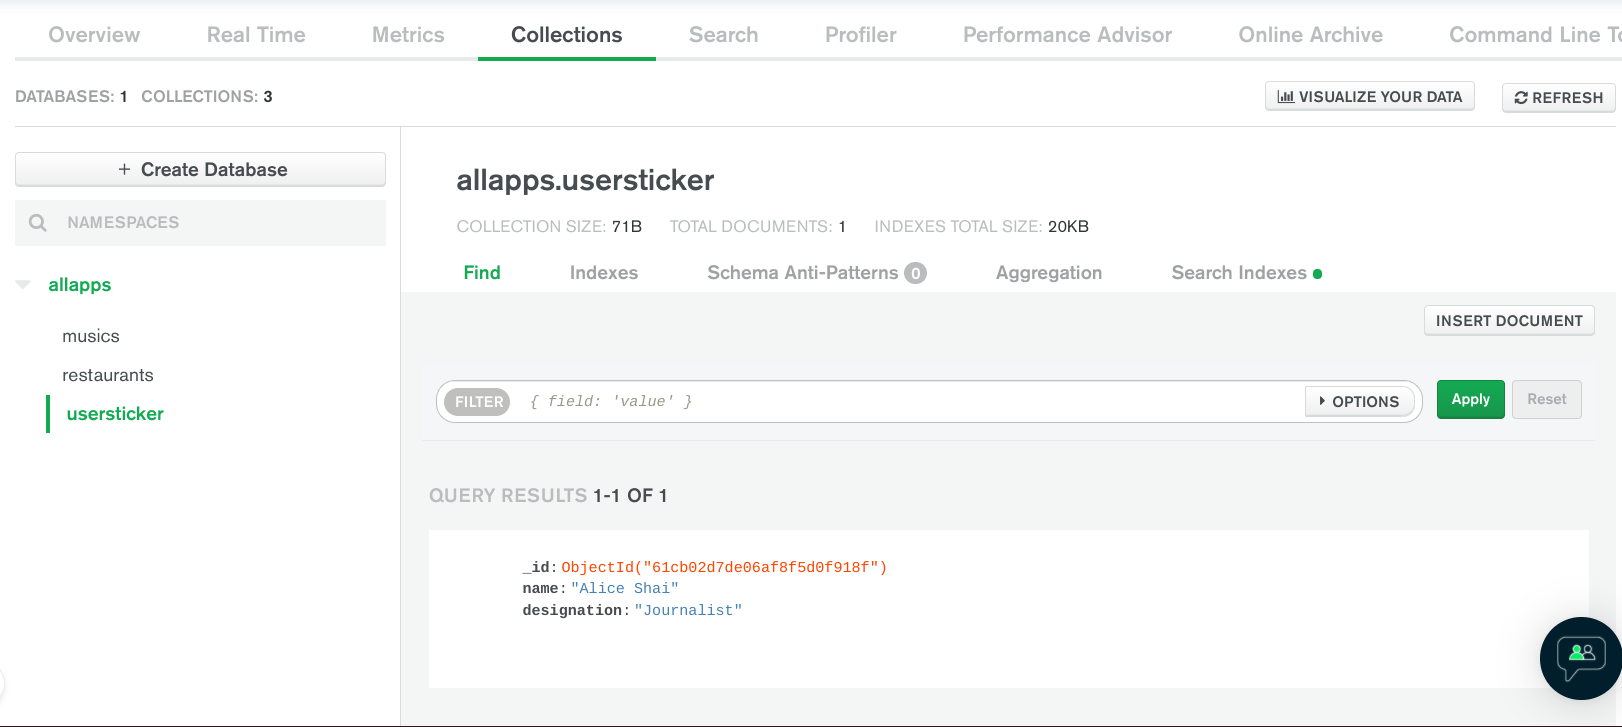 Overview Real Time Metrics Collections Search Profiler Performance Advisor Online Archive Command Line To
DATABASES: 1 COLLECTIONS: 3 VISUALIZE YOUR DATA REFRESH
+ Create Database
NAMESPACES
allapps
musics
restaurants
usersticker
allapps.usersticker
COLLECTION SIZE: 71B TOTAL DOCUMENTS: 1 INDEXES TOTAL SIZE: 20KB
Find Indexes Schema Anti-Patterns 0 Aggregation Search Indexes
INSERT DOCUMENT
FILTER { field: 'value' } OPTIONS Apply Reset
QUERY RESULTS 1-1 OF 1
_id: ObjectId("61cb02d7de06af8f5d0f918f")
name: "Alice Shai"
designation: "Journalist"